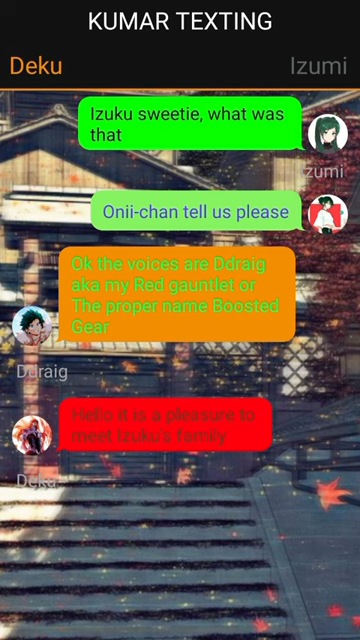 KUMAR TEXTING
Deku Izumi
Izuku sweetie, what was
that
Izumi
Onii-chan tell us please
Ok the voices are Ddraig
aka my Red gauntlet or
The proper name Boosted
Gear
Ddraig
Hello it is a pleasure to
meet Izuku's family
Deku